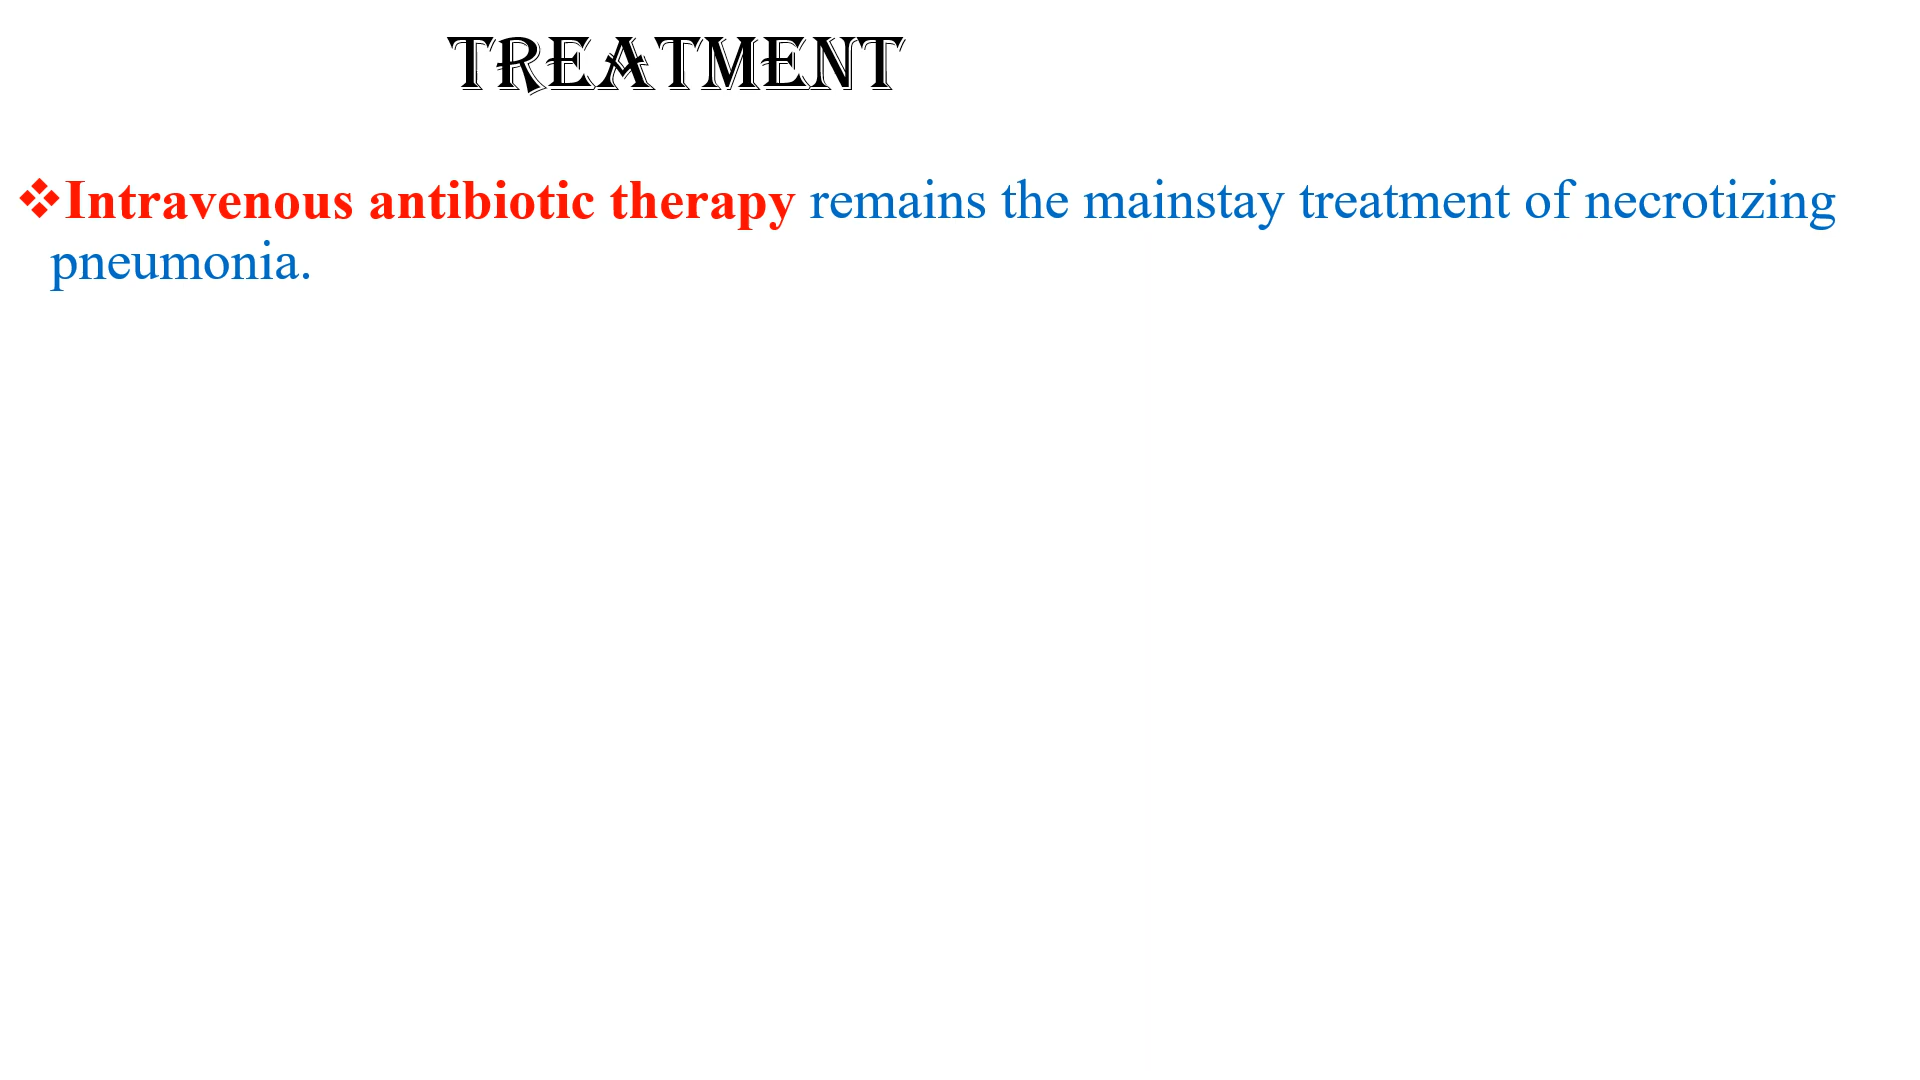 TREATMENT
❖Intravenous antibiotic therapy remains the mainstay treatment of necrotizing
pneumonia.